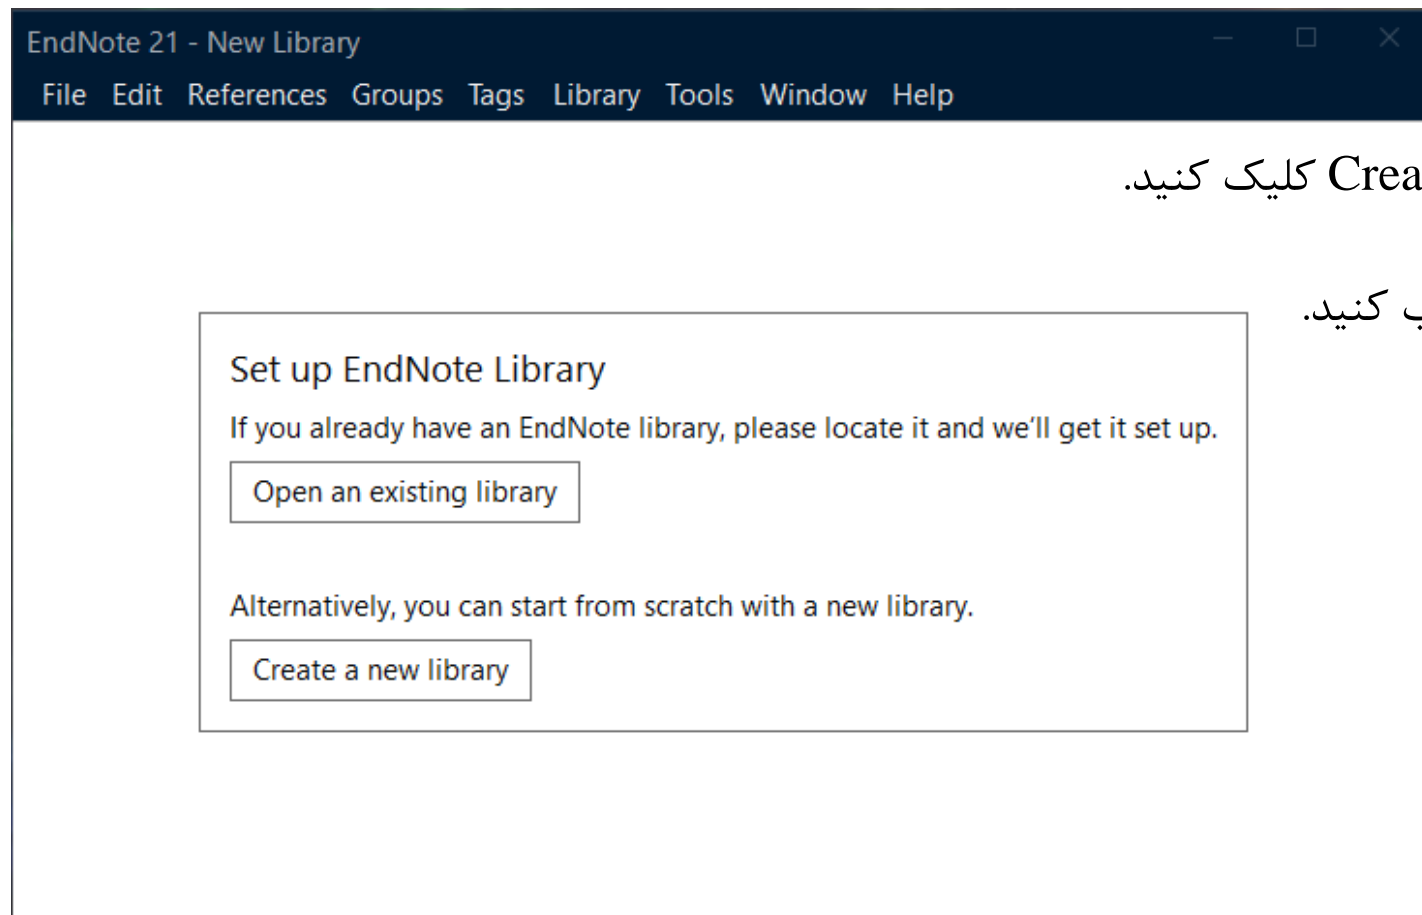 EndNote 21 - New Library
File Edit References Groups Tags Library Tools Window Help
کلیک کنید.
کنید.
Set up EndNote Library
If you already have an EndNote library, please locate it and we’ll get it set up.
Open an existing library
Alternatively, you can start from scratch with a new library.
Create a new library